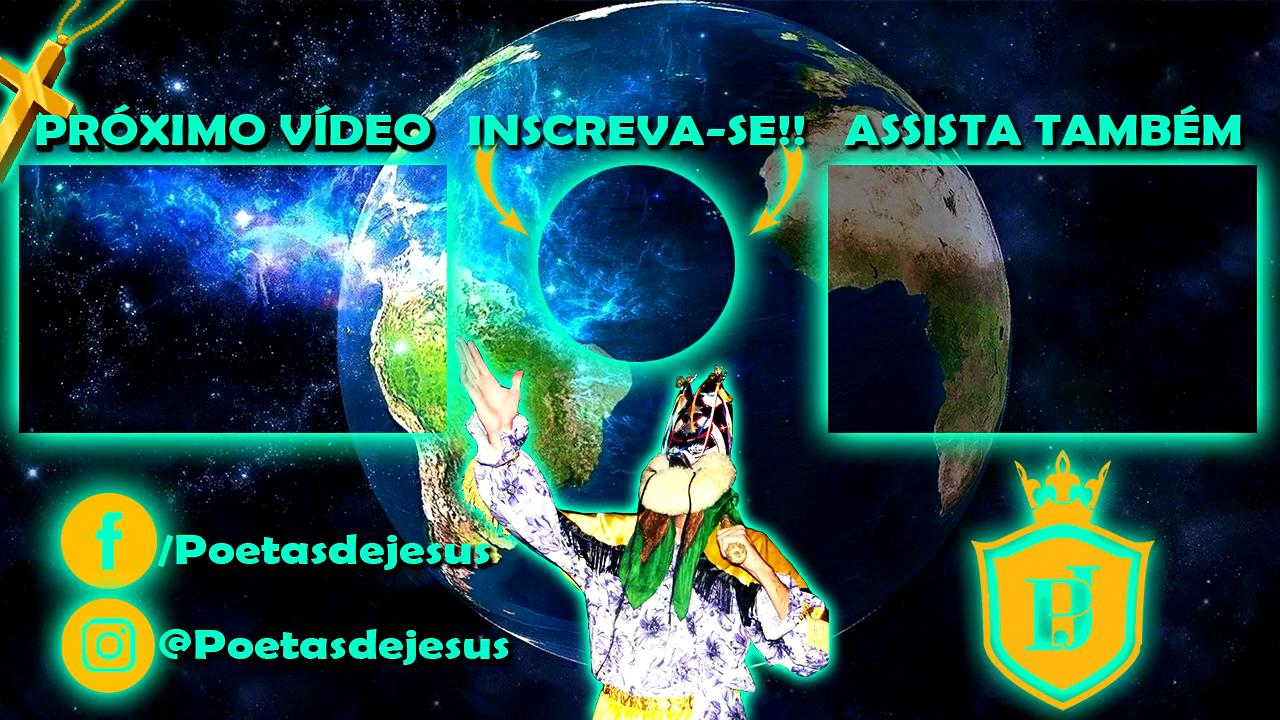 PRÓXIMO VÍDEO
INSCREVA-SE!!
ASSISTA TAMBÉM
/Poetasdejesus
@Poetasdejesus
PJ